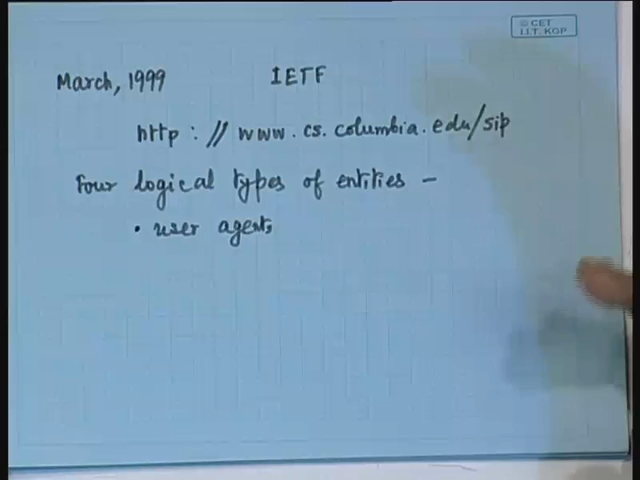 © CET
I.I.T. KGP
March, 1999 IETF
http : // www. cs. columbia. edu/sip
Four logical types of entities –
• user agents